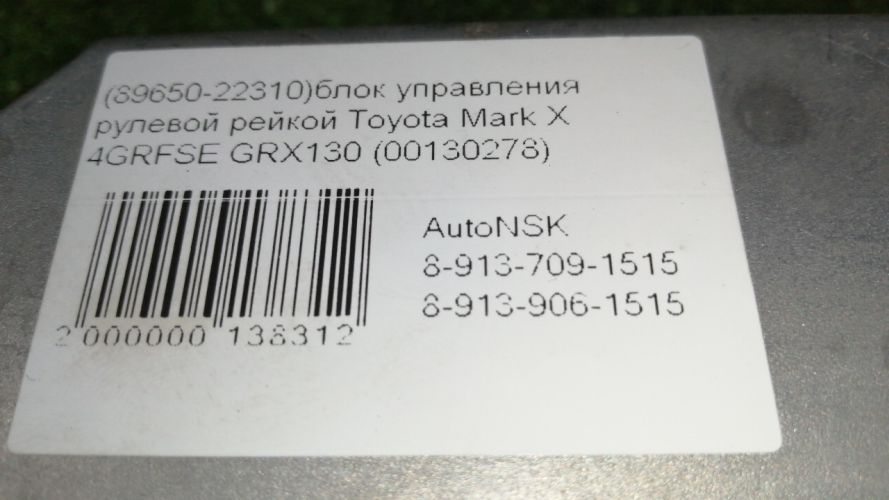 (89650-22310)блок управления
рулевой рейкой Toyota Mark X
4GRFSE GRX130 (00130278)
AutoNSK
8-913-709-1515
8-913-906-1515
2 000000 138312